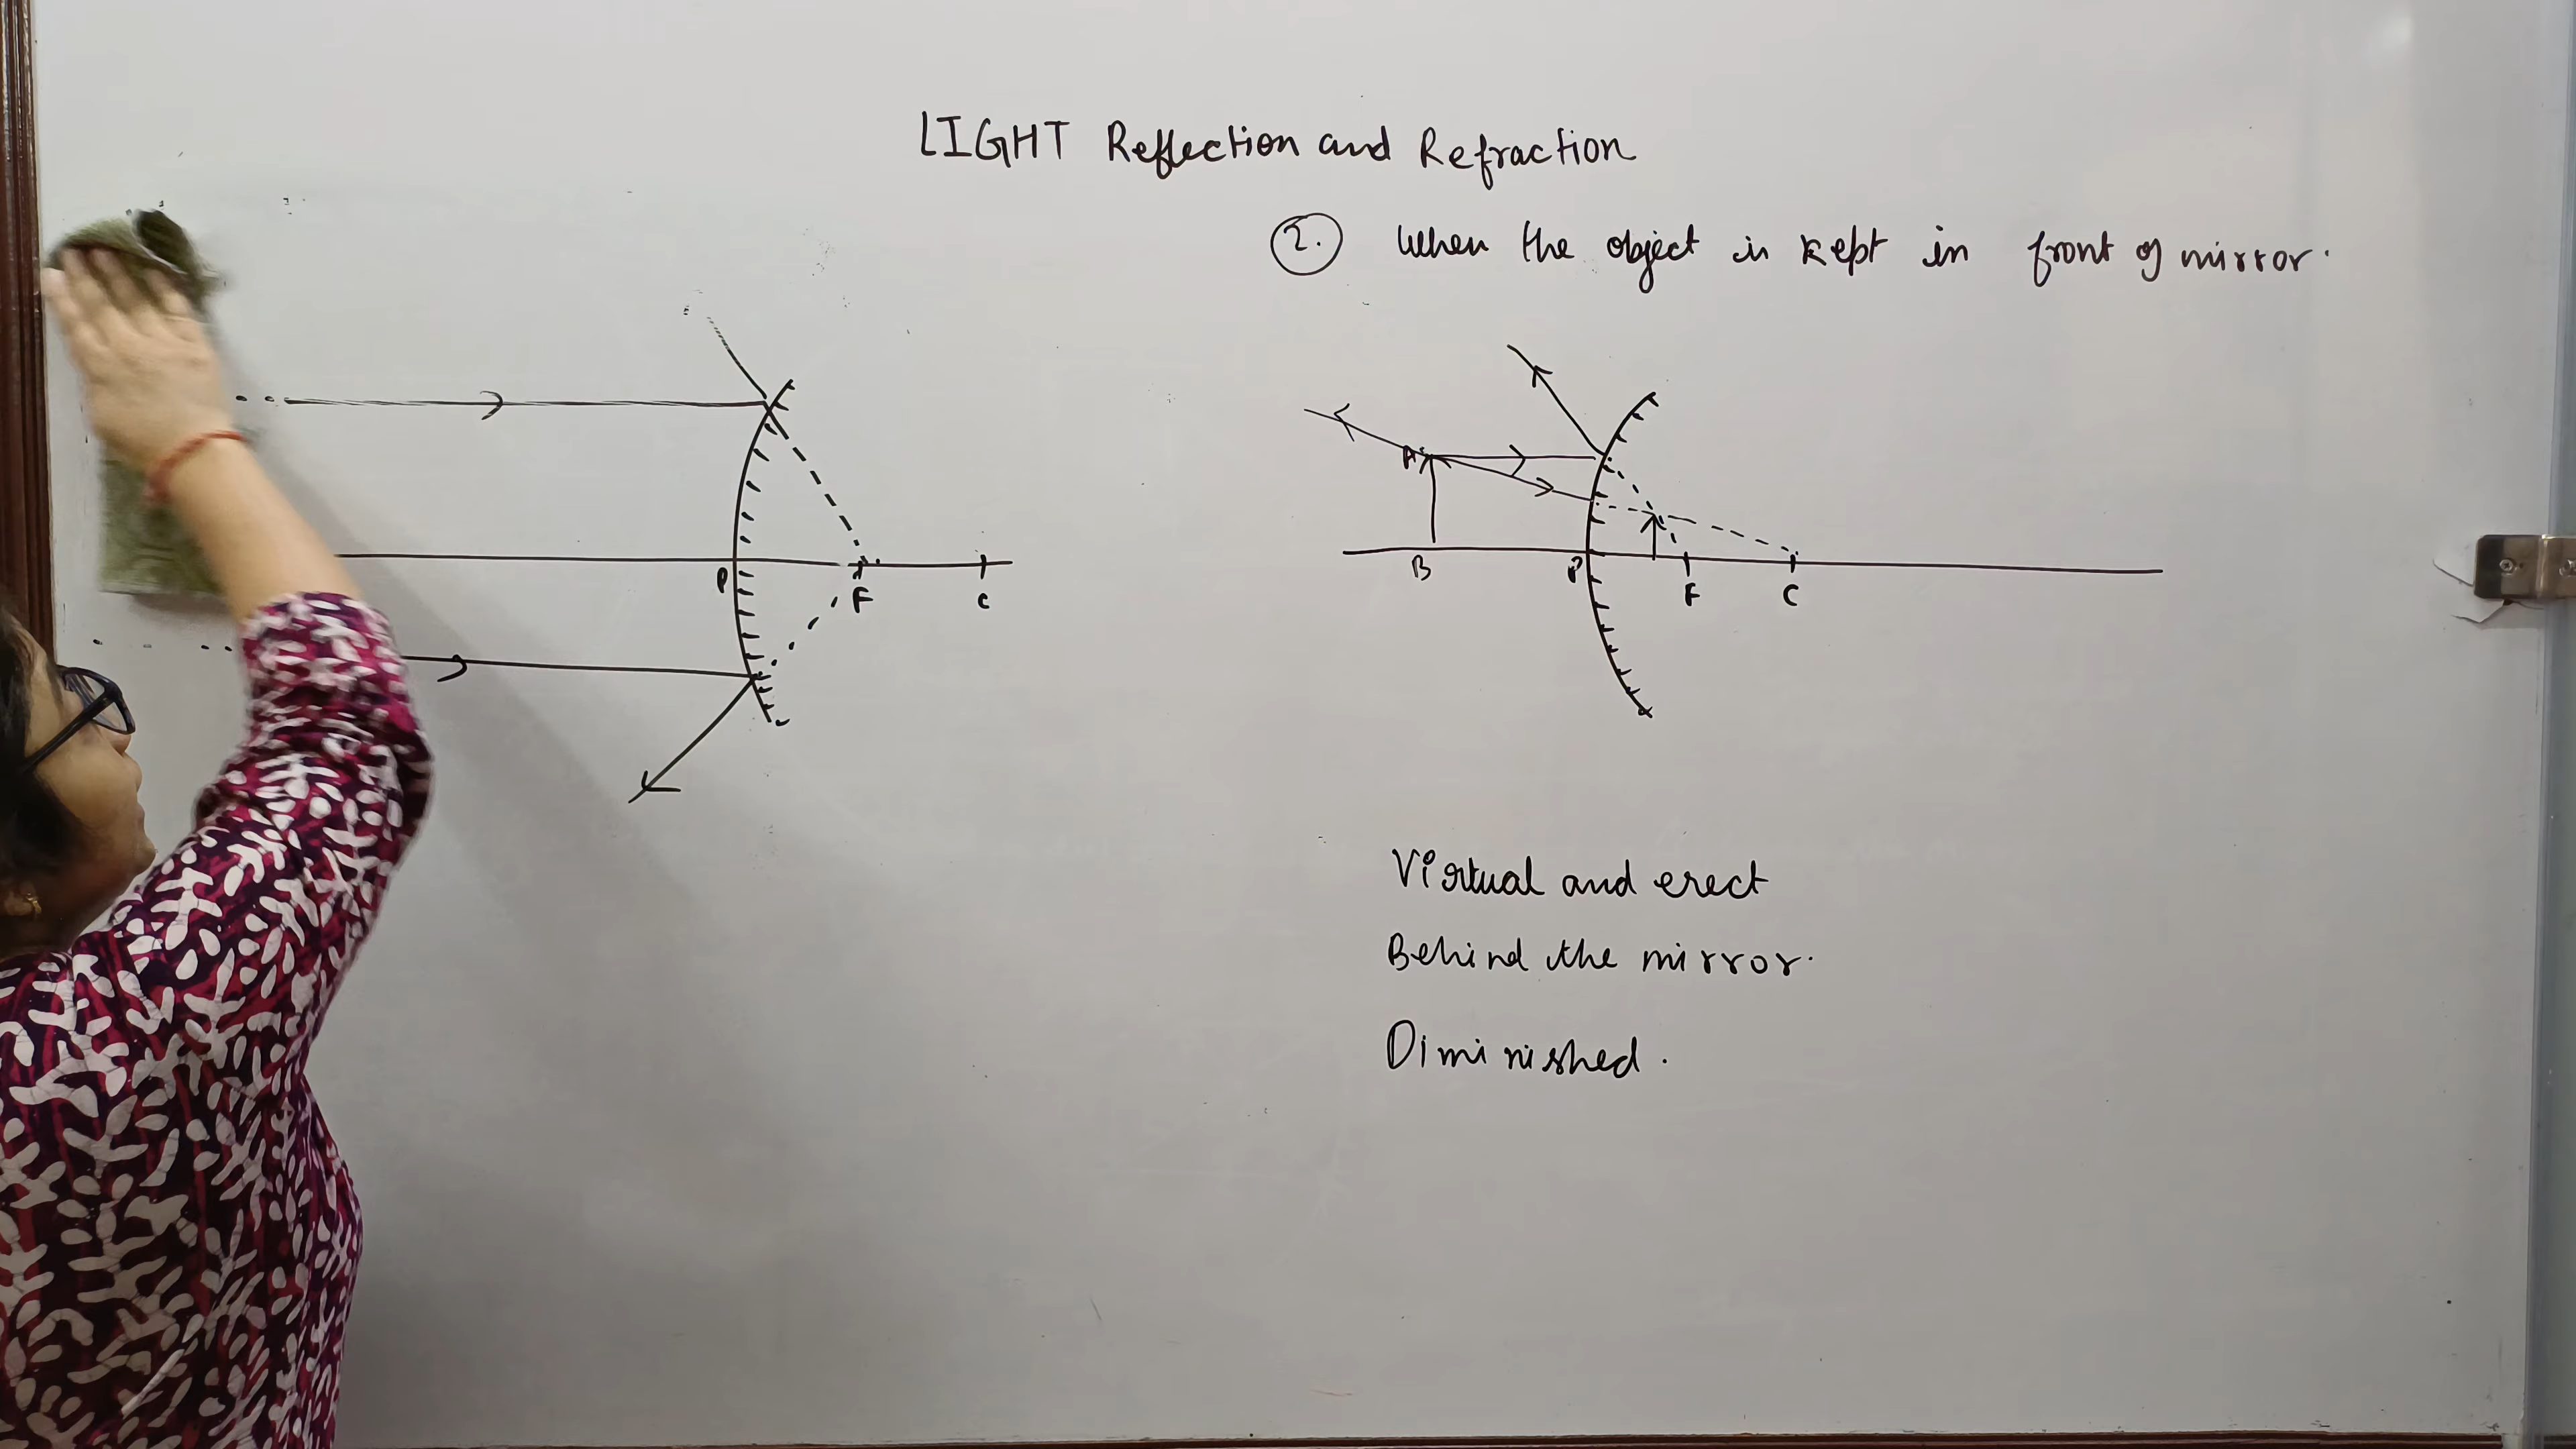 LIGHT Reflection and Refraction
2. When the object is kept in front of mirror.
P F C
A
B P F C
Virtual and erect
Behind the mirror.
Diminished.